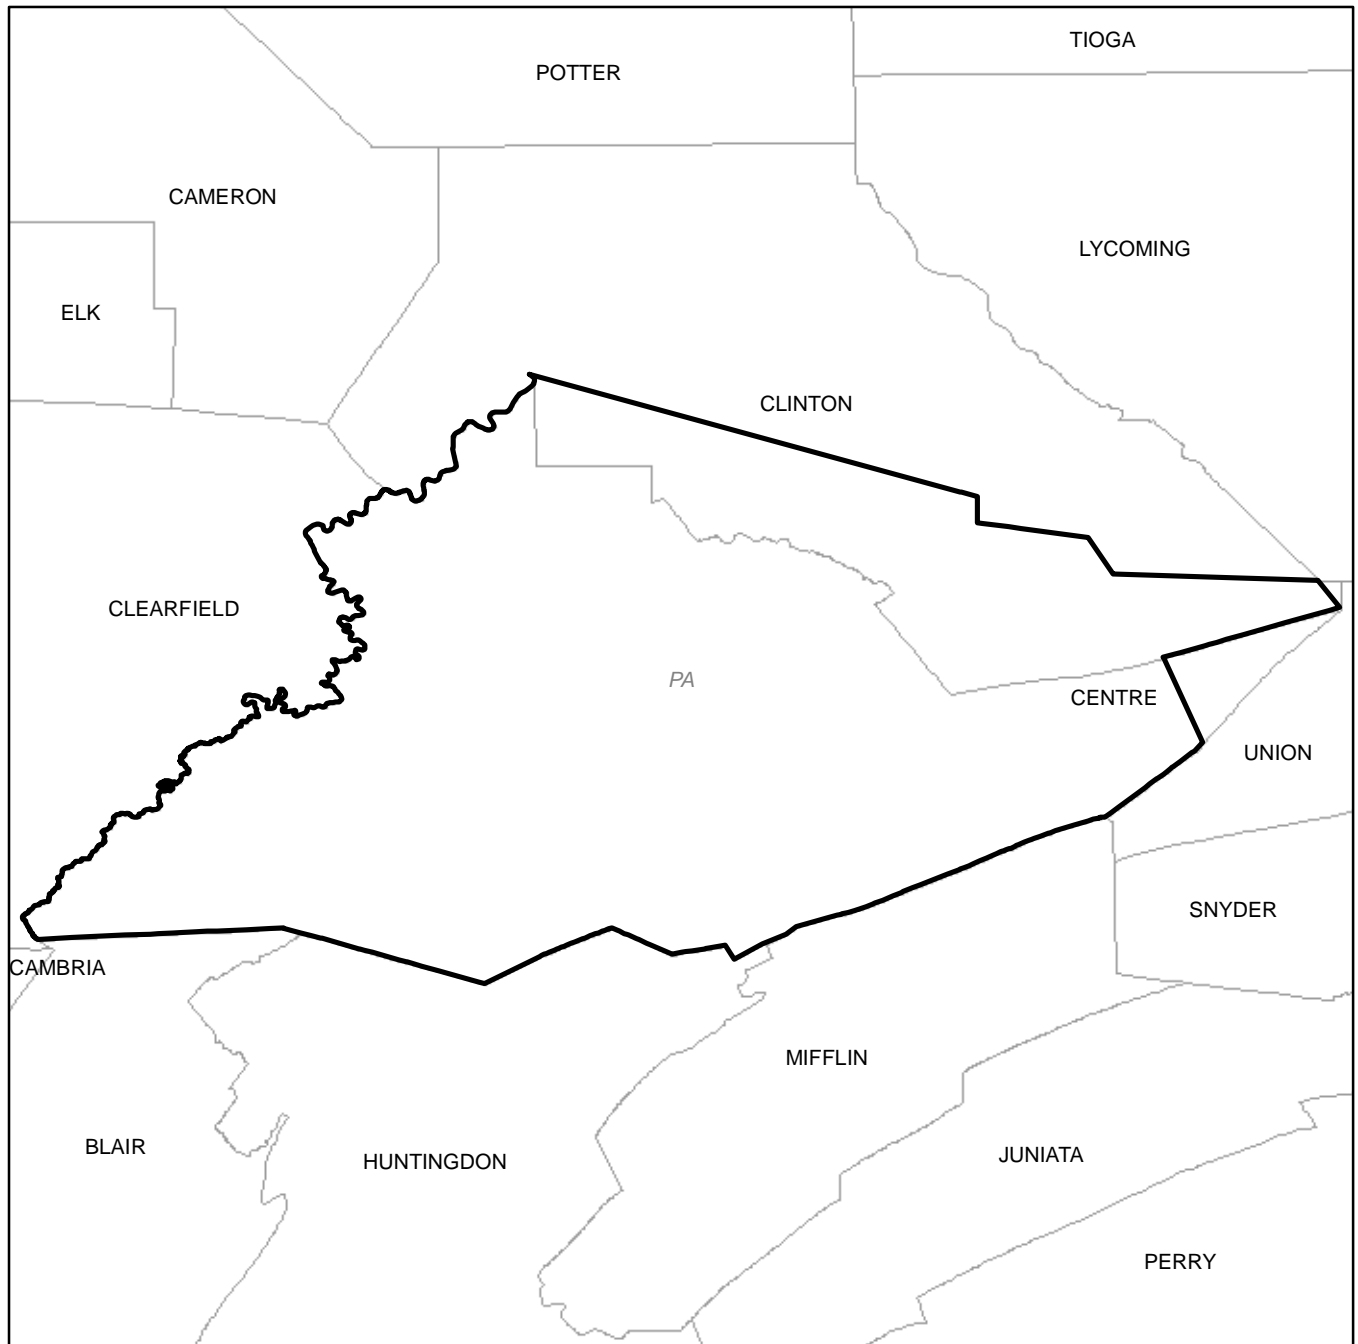 TIOGA
POTTER
CAMERON
LYCOMING
ELK
CLINTON
CLEARFIELD
PA
CENTRE
UNION
SNYDER
CAMBRIA
MIFFLIN
BLAIR
HUNTINGDON
JUNIATA
PERRY